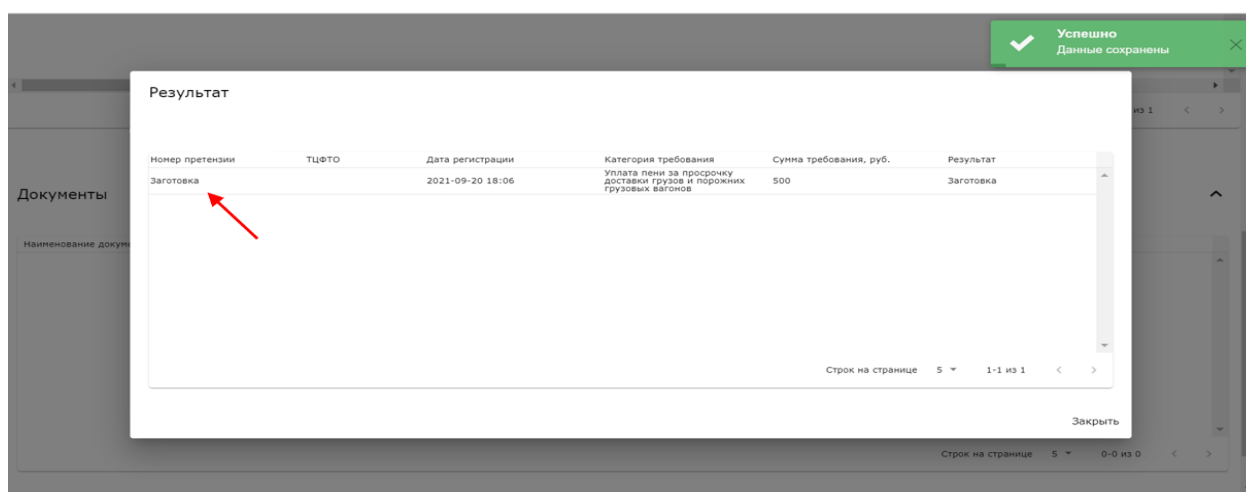 Успешно
Данные сохранены
Результат
из 1
Номер претензии ТЦФТО Дата регистрации Категория требования Сумма требования, руб. Результат
Заготовка 2021-09-20 18:06 Уплата пени за просрочку доставки грузов и порожних грузовых вагонов 500 Заготовка
Документы
Наименование докуме
Строк на странице 5 1-1 из 1
Закрыть
Строк на странице 5 0-0 из 0